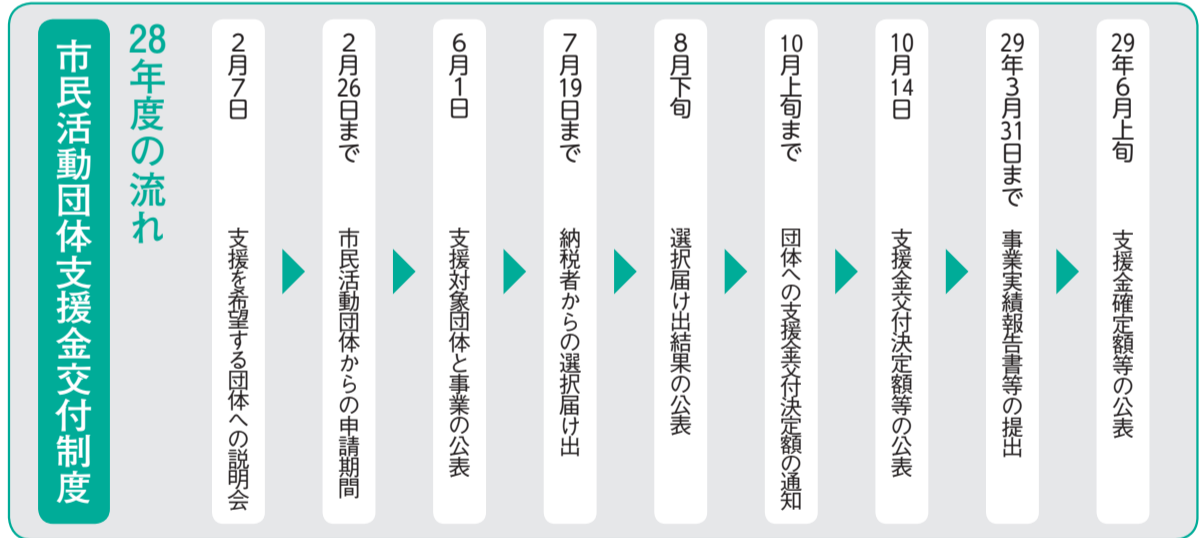 市民活動団体支援金交付制度
28年度の流れ
2月7日
支援を希望する団体への説明会
2月26日まで
市民活動団体からの申請期間
6月1日
支援対象団体と事業の公表
7月19日まで
納税者からの選択届け出
8月下旬
選択届け出結果の公表
10月上旬まで
団体への支援金交付決定額の通知
10月14日
支援金交付決定額等の公表
29年3月31日まで
事業実績報告書等の提出
29年6月上旬
支援金確定額等の公表